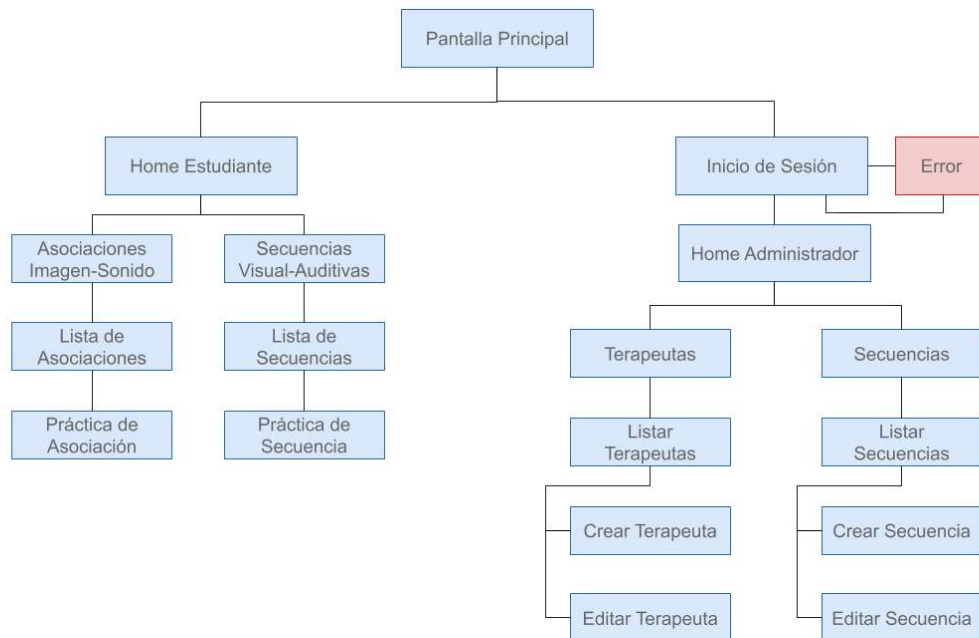 Pantalla Principal
Home Estudiante
Inicio de Sesión
Error
Asociaciones
Imagen-Sonido
Secuencias
Visual-Auditivas
Home Administrador
Lista de
Asociaciones
Lista de
Secuencias
Terapeutas
Secuencias
Práctica de
Asociación
Práctica de
Secuencia
Listar
Terapeutas
Listar
Secuencias
Crear Terapeuta
Crear Secuencia
Editar Terapeuta
Editar Secuencia